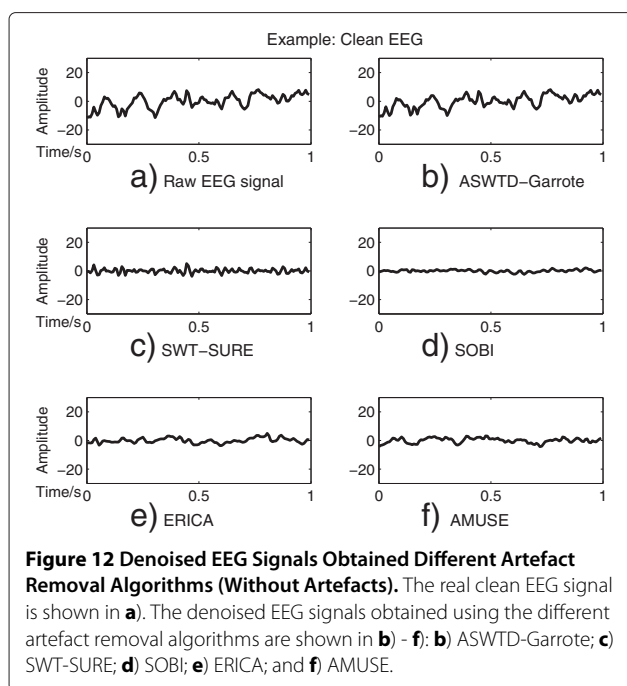 Example: Clean EEG
20
0
−20
Amplitude
Time/s
0
0.5
1
a) Raw EEG signal
20
0
−20
Amplitude
0
0.5
1
b) ASWTD−Garrote
20
0
−20
Amplitude
Time/s
0
0.5
1
c) SWT−SURE
20
0
−20
0
0.5
1
d) SOBI
20
0
−20
Amplitude
Time/s
0
0.5
1
e) ERICA
20
0
−20
Amplitude
0
0.5
1
f) AMUSE
Figure 12 Denoised EEG Signals Obtained Different Artefact
Removal Algorithms (Without Artefacts). The real clean EEG signal
is shown in a). The denoised EEG signals obtained using the different
artefact removal algorithms are shown in b) - f): b) ASWTD-Garrote; c)
SWT-SURE; d) SOBI; e) ERICA; and f) AMUSE.